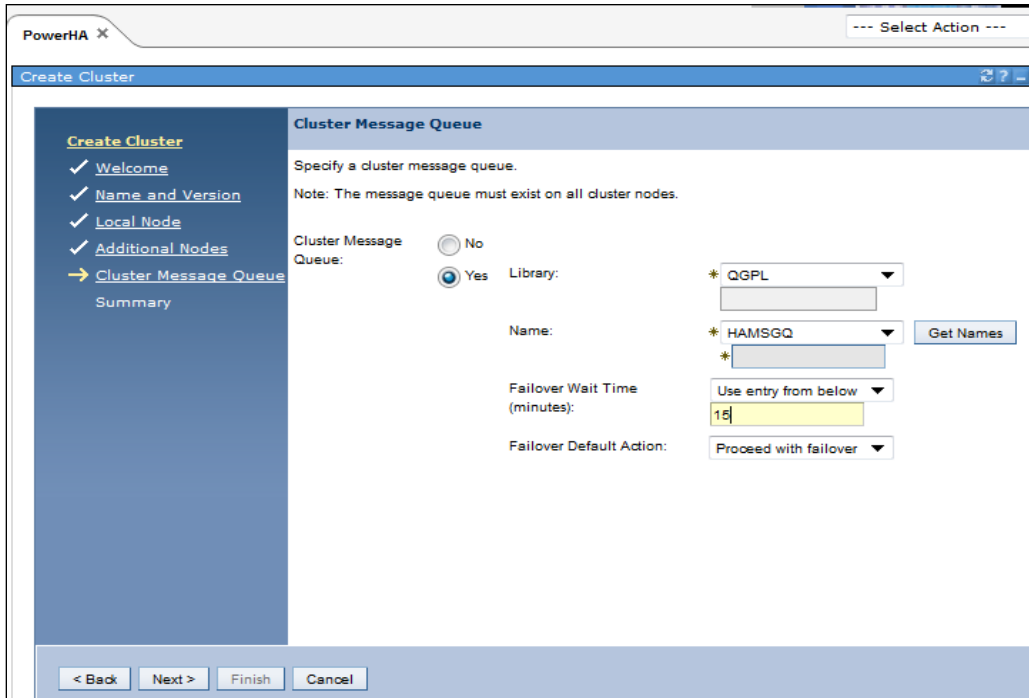 PowerHA ×
--- Select Action ---
Create Cluster
?
Create Cluster
Welcome
Name and Version
Local Node
Additional Nodes
Cluster Message Queue
Summary
Cluster Message Queue
Specify a cluster message queue.
Note: The message queue must exist on all cluster nodes.
Cluster Message Queue:
No
Yes
Library:
* QGPL
Name:
* HAMSGQ
Get Names
*
Failover Wait Time (minutes):
Use entry from below
15
Failover Default Action:
Proceed with failover
< Back
Next >
Finish
Cancel